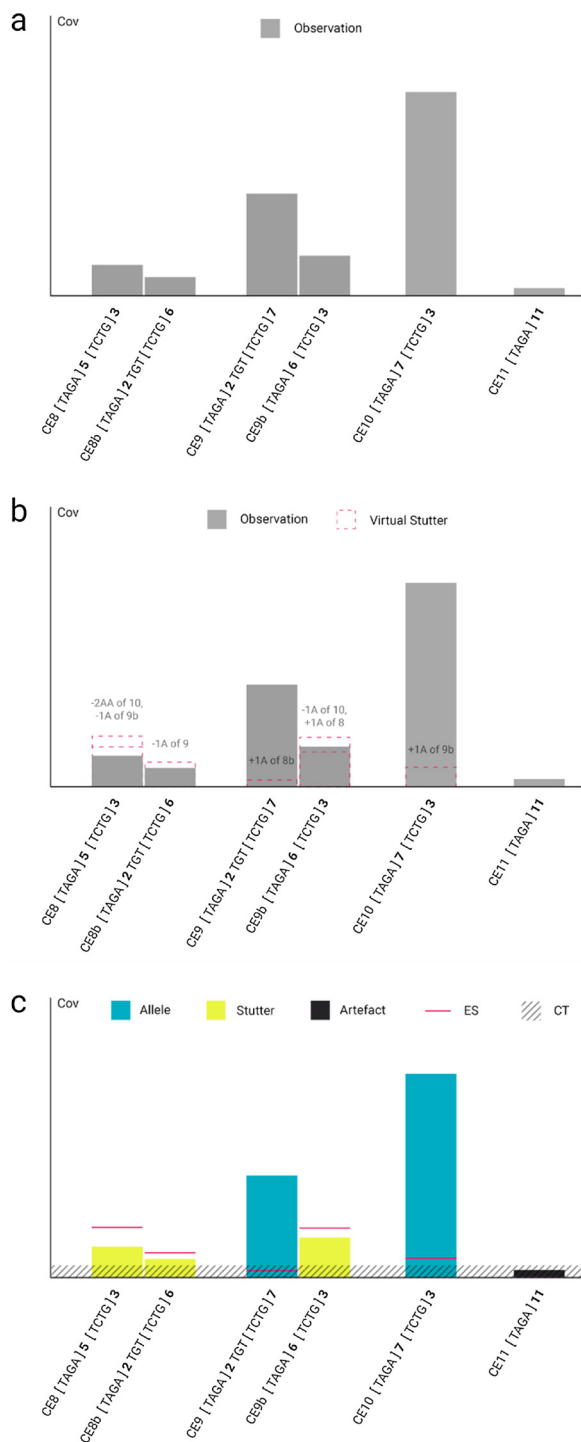 a
Cov
Observation
CE8 [TAGA]5 [TCTG]3
CE8b [TAGA]2 TGT [TCTG]6
CE9 [TAGA]2 TGT [TCTG]7
CE9b [TAGA]6 [TCTG]3
CE10 [TAGA]7 [TCTG]3
CE11 [TAGA]11
b
Cov
Observation
Virtual Stutter
-2AA of 10,
-1A of 9b
-1A of 9
+1A of 8b
-1A of 10,
+1A of 8
+1A of 9b
CE8 [TAGA]5 [TCTG]3
CE8b [TAGA]2 TGT [TCTG]6
CE9 [TAGA]2 TGT [TCTG]7
CE9b [TAGA]6 [TCTG]3
CE10 [TAGA]7 [TCTG]3
CE11 [TAGA]11
c
Cov
Allele
Stutter
Artefact
ES
CT
CE8 [TAGA]5 [TCTG]3
CE8b [TAGA]2 TGT [TCTG]6
CE9 [TAGA]2 TGT [TCTG]7
CE9b [TAGA]6 [TCTG]3
CE10 [TAGA]7 [TCTG]3
CE11 [TAGA]11